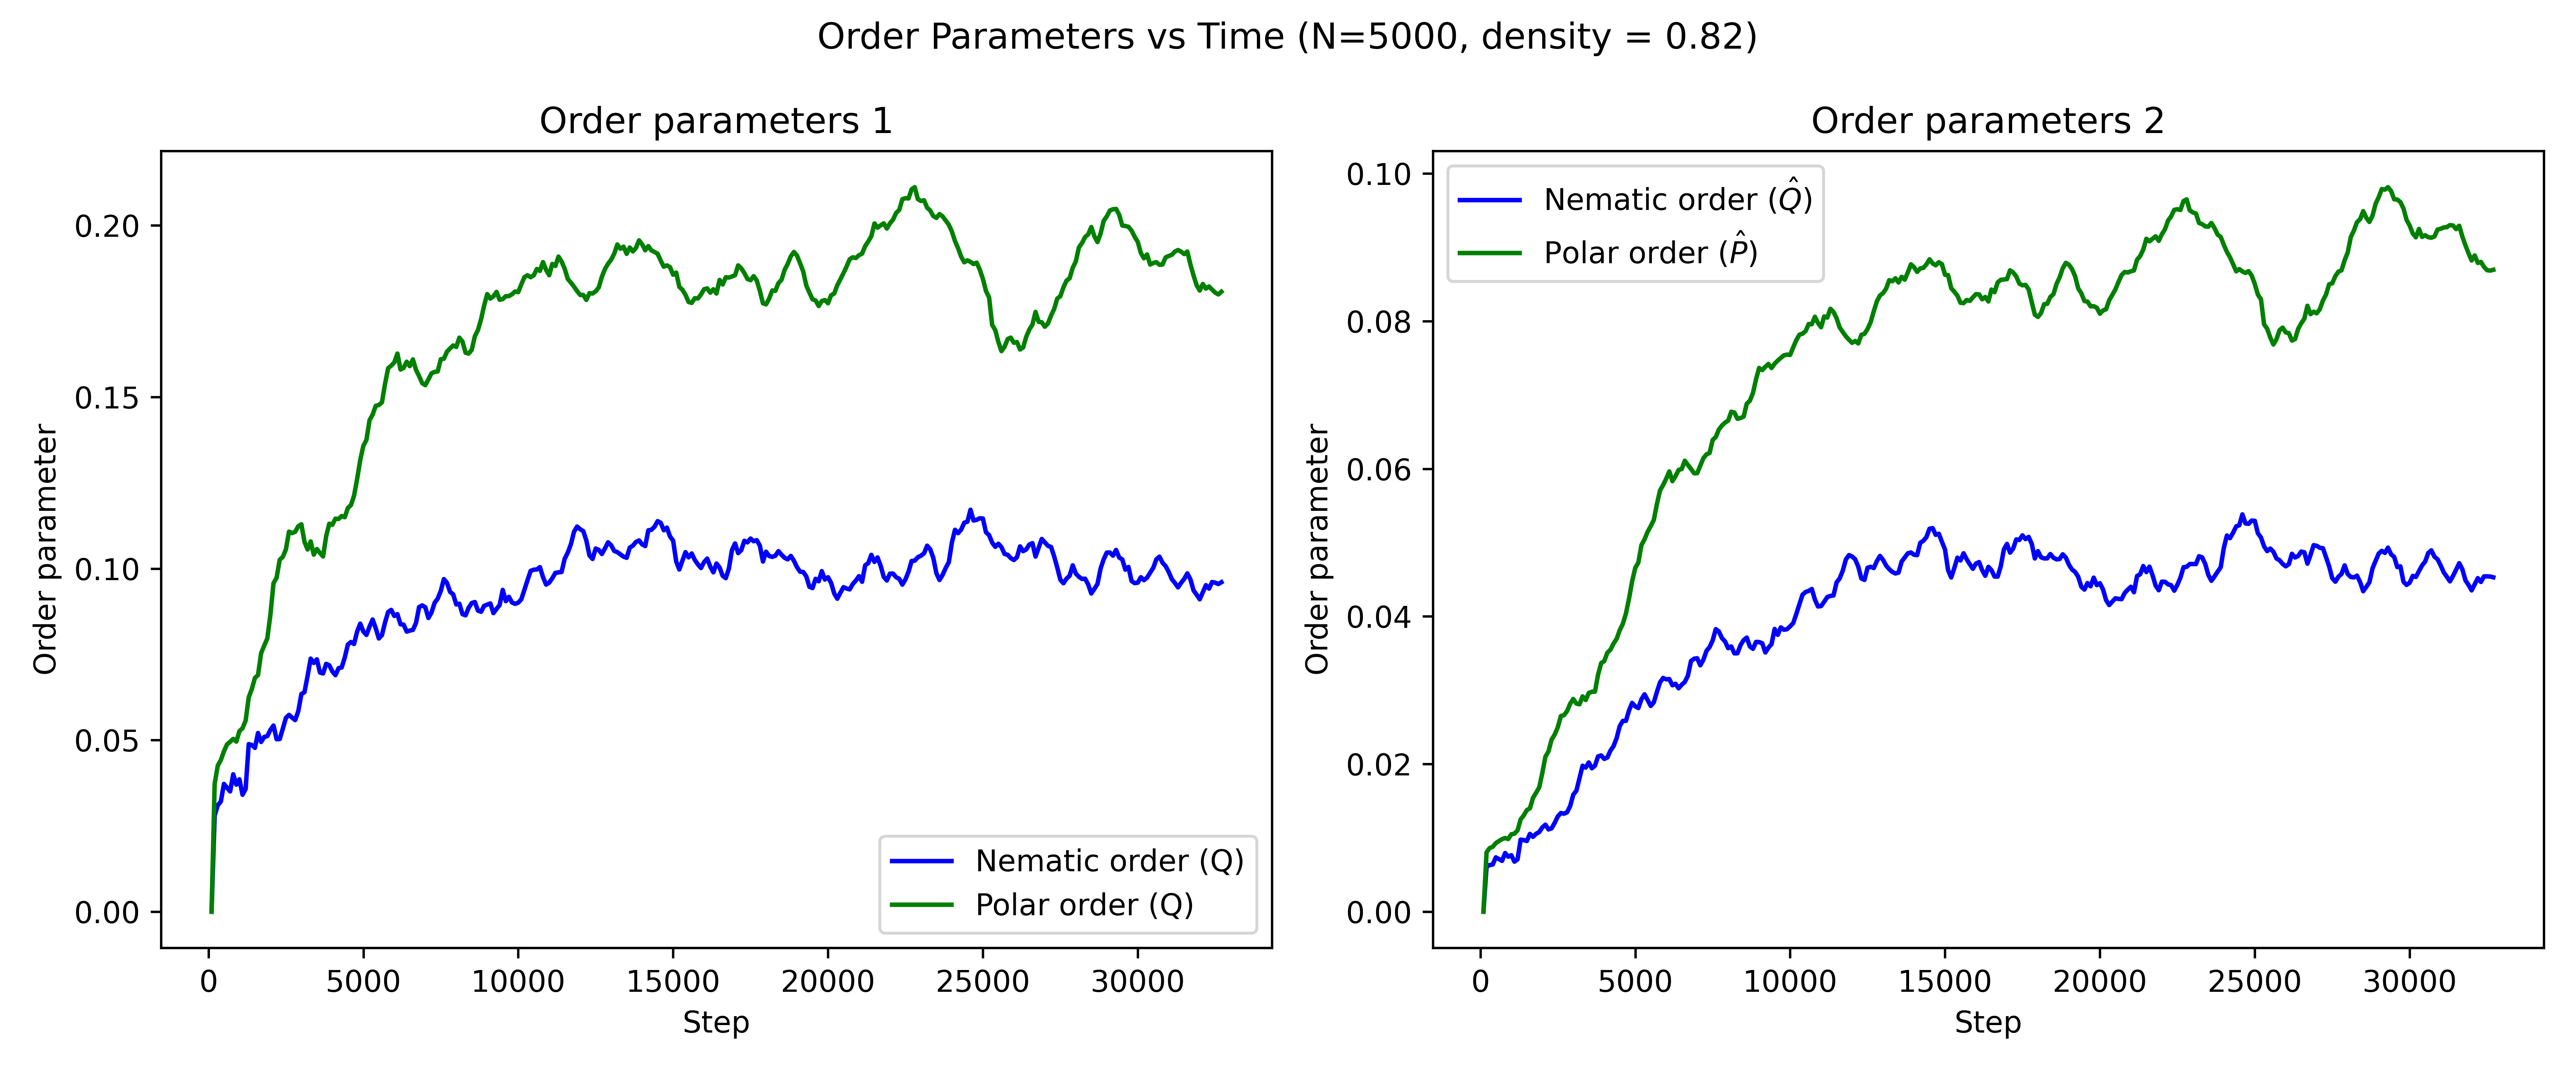 Order Parameters vs Time (N=5000, density = 0.82)
Order parameters 1
Order parameter
0.20
0.15
0.10
0.05
0.00
Nematic order (Q)
Polar order (Q)
0 5000 10000 15000 20000 25000 30000
Step
Order parameters 2
Order parameter
0.10
0.08
0.06
0.04
0.02
0.00
Nematic order (Q̂)
Polar order (P̂)
0 5000 10000 15000 20000 25000 30000
Step